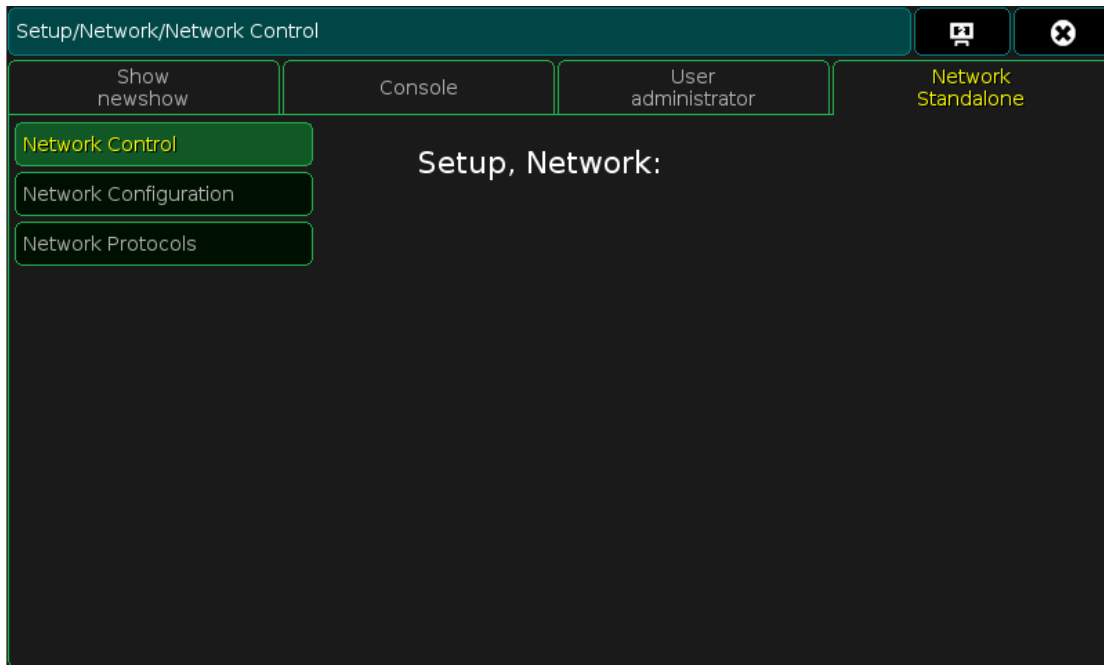 Setup/Network/Network Control
Show
newshow
Console
User
administrator
Network
Standalone
Network Control
Network Configuration
Network Protocols
Setup, Network: